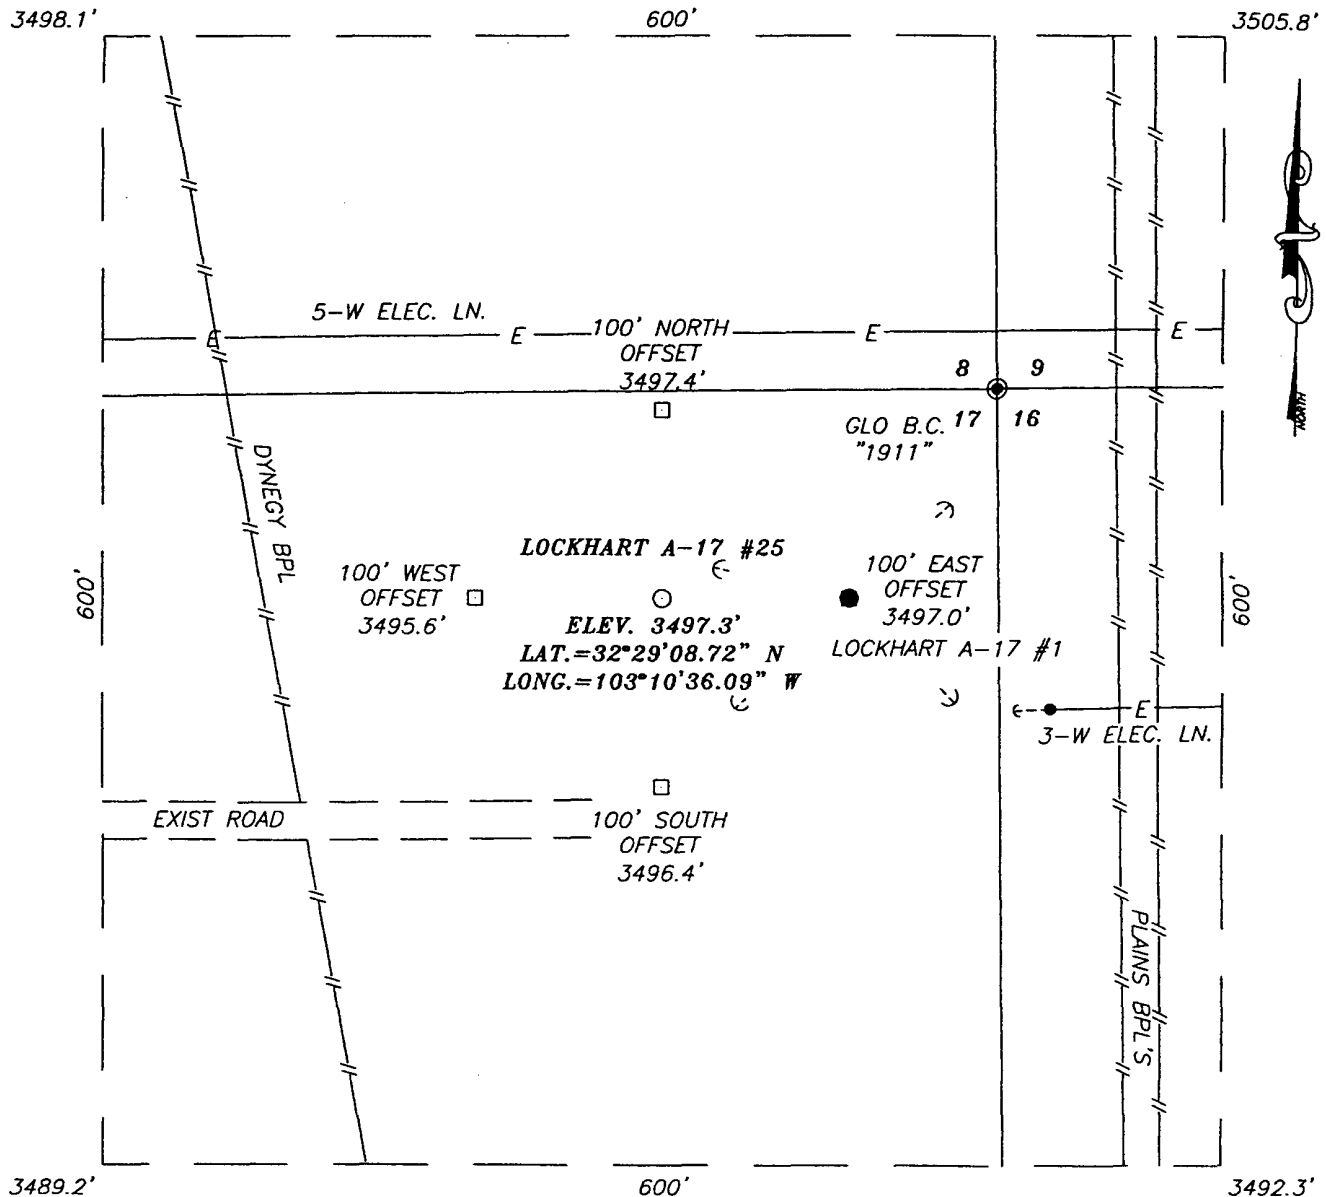 3498.1'
600'
3505.8'
5-W ELEC. LN.
E
E
E
E
100' NORTH
OFFSET
3497.4'
8
9
17
16
GLO B.C.
"1911"
DYNEGY BPL
600'
600'
LOCKHART A-17 #25
100' WEST
OFFSET
3495.6'
100' EAST
OFFSET
3497.0'
LOCKHART A-17 #1
ELEV. 3497.3'
LAT.=32°29'08.72" N
LONG.=103°10'36.09" W
E
3-W ELEC. LN.
EXIST ROAD
100' SOUTH
OFFSET
3496.4'
PLAINS BPL'S
3489.2'
600'
3492.3'